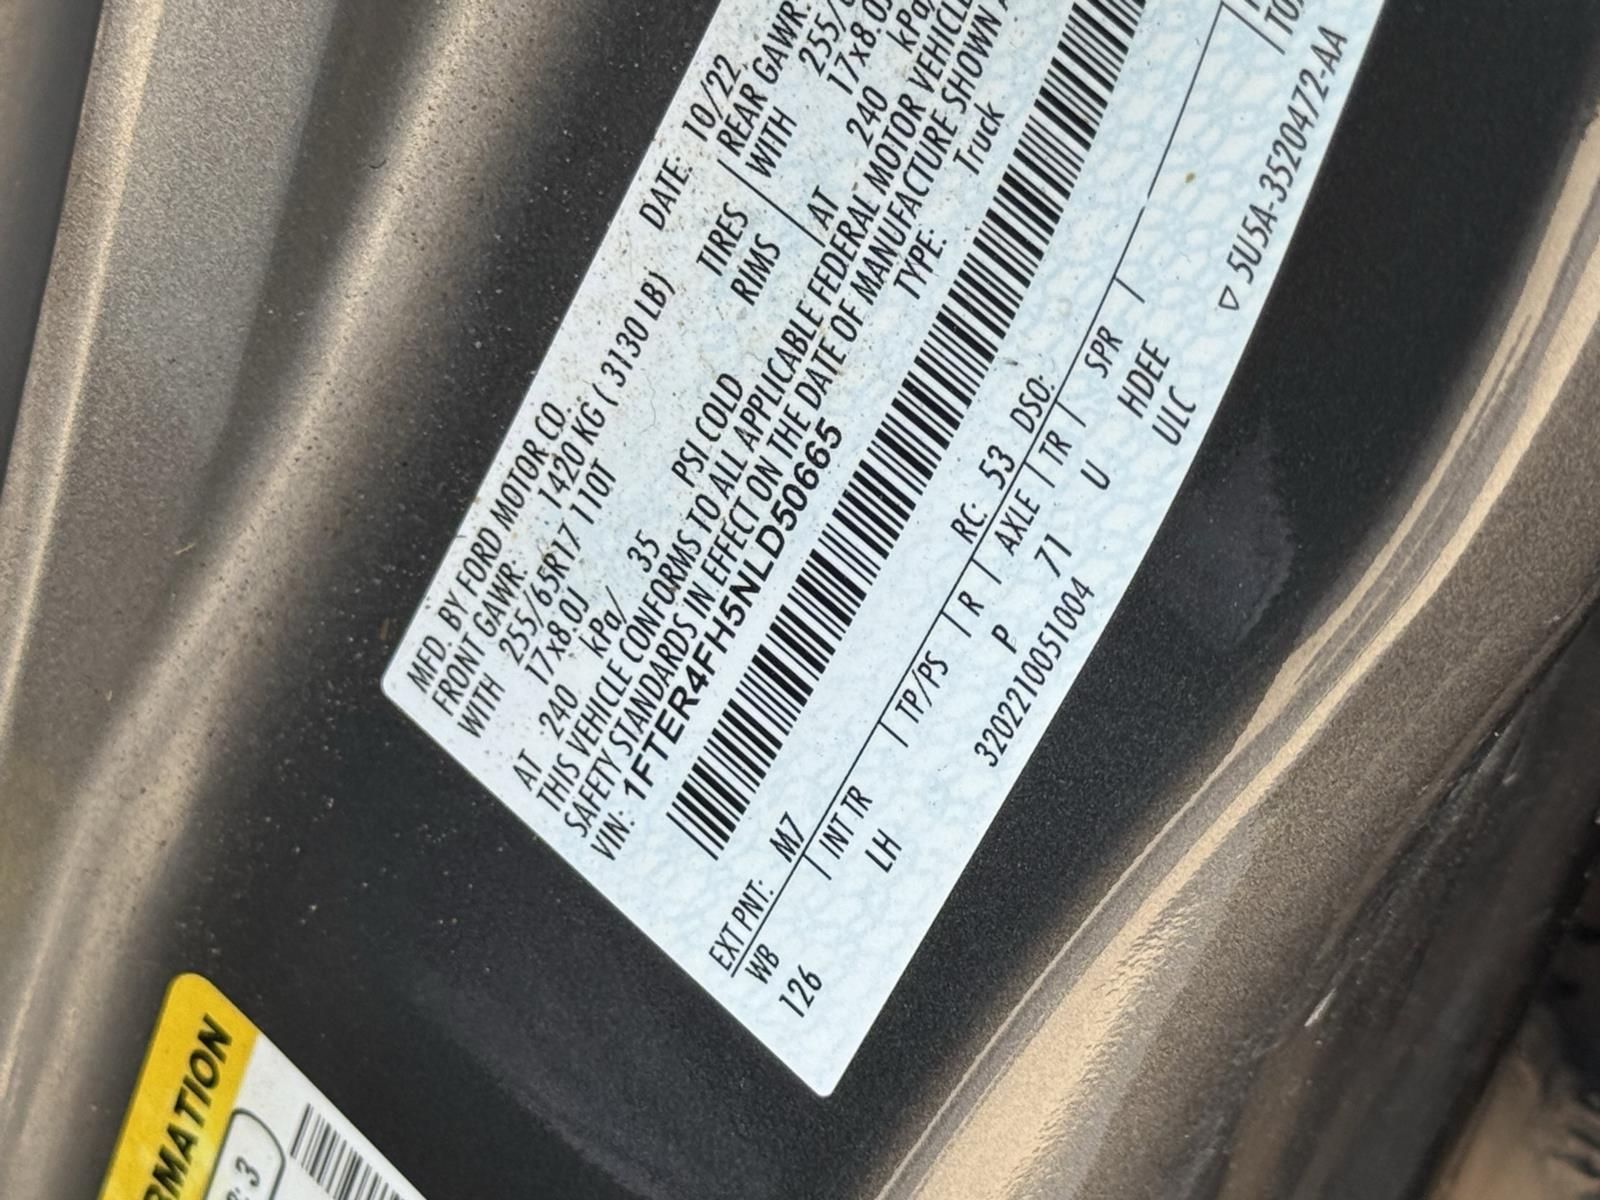 MFD. BY FORD MOTOR CO.
DATE: 10/22
FRONT GAWR: 1420 KG ( 3130 LB)
REAR GAWR:
WITH 255/65R17 110T TIRES
WITH
17x8.0J RIMS
17x8.0J
AT 240 kPa/ 35 PSI COLD
AT 240 kPa/
THIS VEHICLE CONFORMS TO ALL APPLICABLE FEDERAL MOTOR VEHICLE
SAFETY STANDARDS IN EFFECT ON THE DATE OF MANUFACTURE SHOWN
VIN: 1FTER4FH5NLD50665 TYPE: Truck
EXT PNT: M7 RC: 53 DSO:
WB INT TR TP/PS R AXLE TR SPR
126 LH P 71 U HDEE
ULC
3202210051004
▽ 5U5A-3520472-AA
RMATION
3